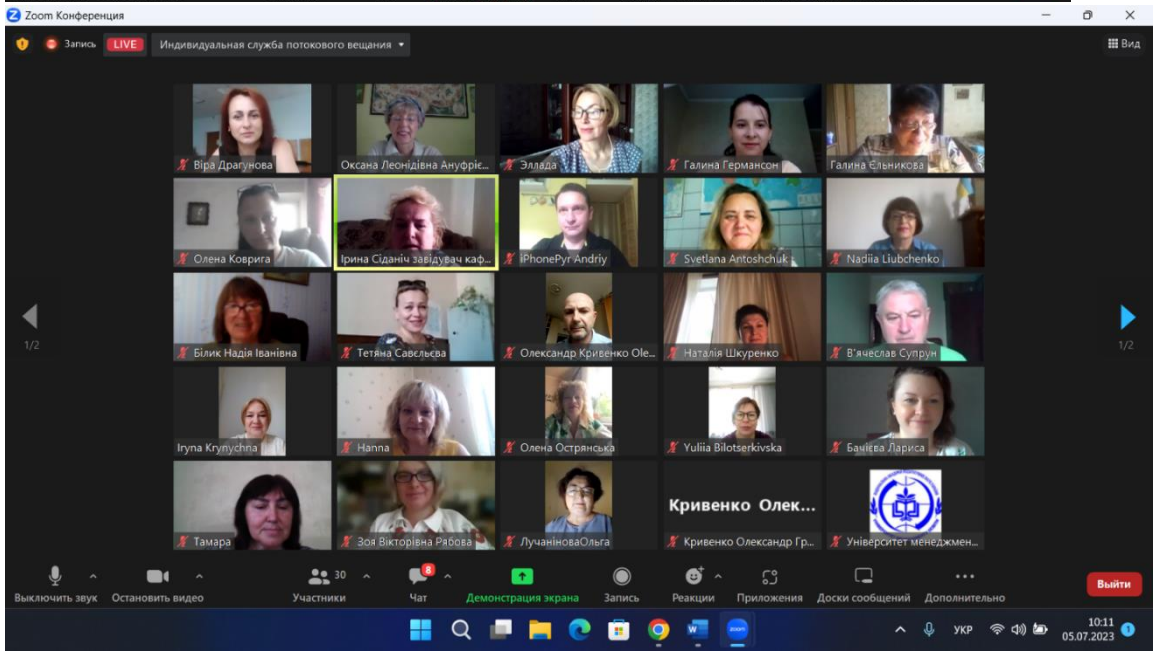 Zoom Конференция
Запись LIVE Индивидуальная служба потокового вещания
Вид
Віра Драгунова
Оксана Леонідівна Ануфріє...
Эллада
Галина Германсон
Галина Єльникова
Олена Коврига
Ірина Сіданіч завідувач каф...
iPhonePyr Andriy
Svetlana Antoshchuk
Nadiia Liubchenko
1/2
1/2
Білик Надія Іванівна
Тетяна Савєльєва
Олександр Кривенко Ole...
Наталія Шкуренко
В'ячеслав Супрун
Iryna Krynychna
Hanna
Олена Острянська
Yuliia Bilotserkivska
Бачієва Лариса
Кривенко Олек...
Тамара
Зоя Вікторівна Рябова
ЛучаніноваОльга
Кривенко Олександр Гр...
Університет менеджмен...
30
8
Выключить звук Остановить видео Участники Чат Демонстрация экрана Запись Реакции Приложения Доски сообщений Дополнительно
Выйти
zoom
УКР
10:11
05.07.2023
1